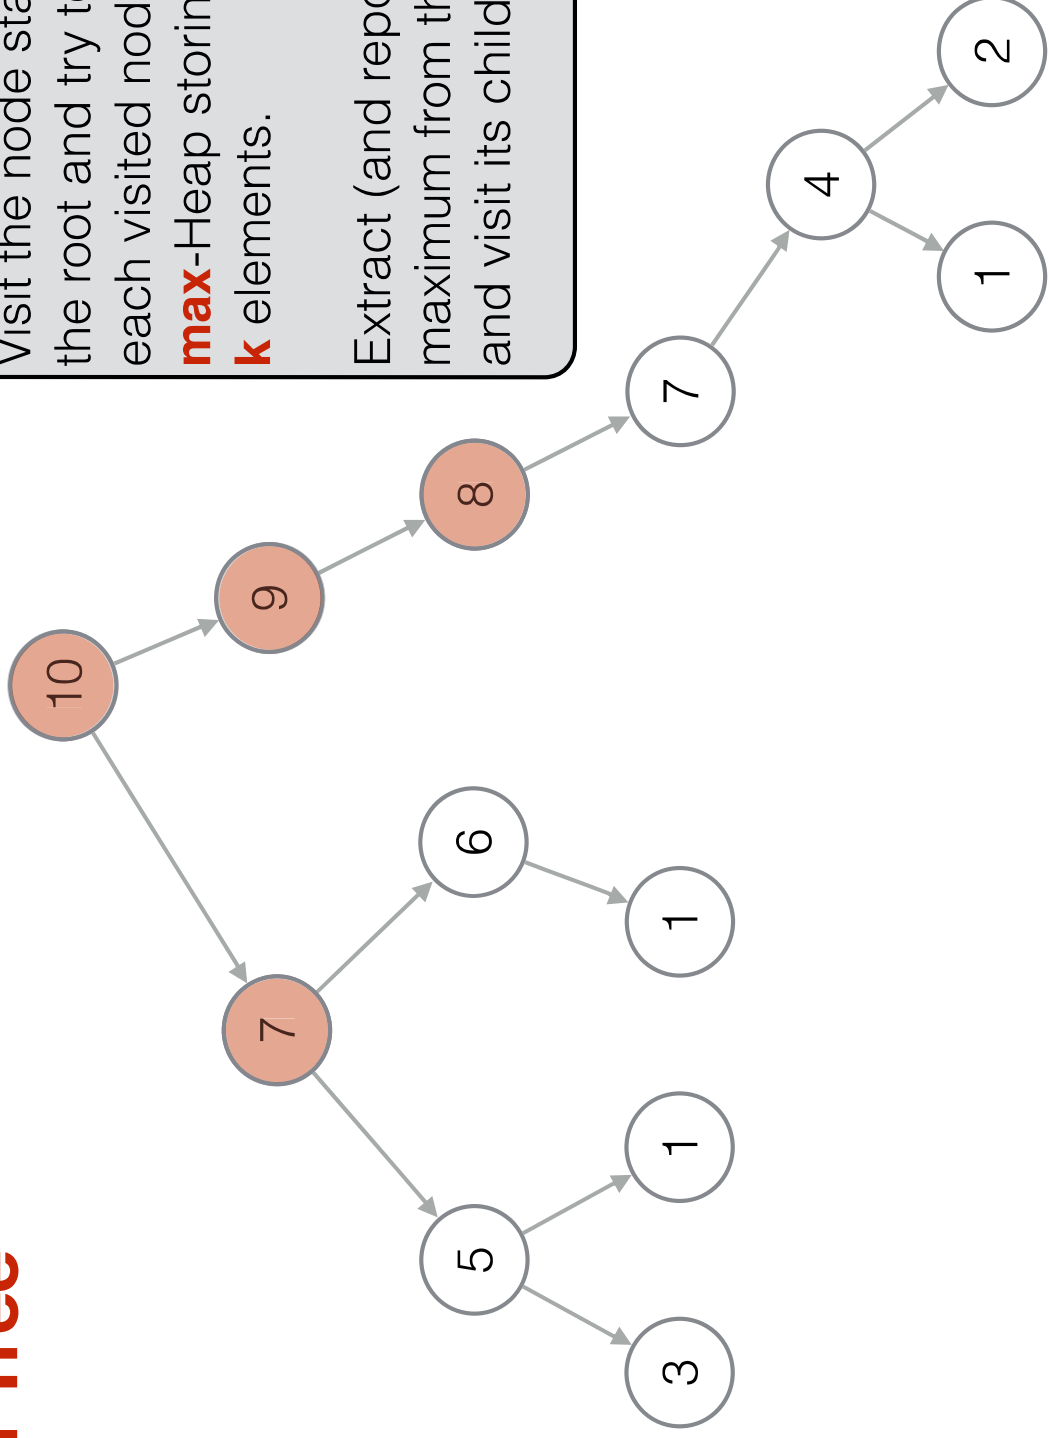 Tree
Visit the node sta
the root and try t
each visited nod
max-Heap storin
k elements.
Extract (and repo
maximum from th
and visit its child
10
7 9
5 6 8
3 1 1 7
4
1 2